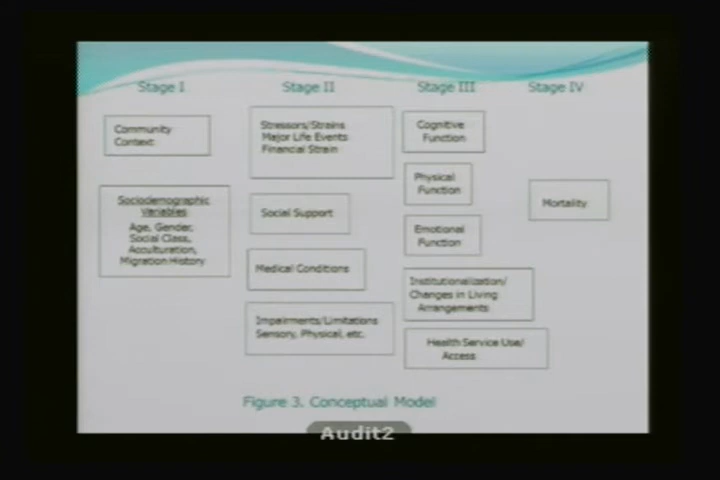 Stage I
Stage II
Stage III
Stage IV
Community
Context
Sociodemographic
Variables
Age, Gender,
Social Class,
Acculturation,
Migration History
Stressors/Strains
Major Life Events
Financial Strain
Social Support
Medical Conditions
Impairments/Limitations
Sensory, Physical, etc.
Cognitive
Function
Physical
Function
Emotional
Function
Institutionalization/
Changes in Living
Arrangements
Health Service Use/
Access
Mortality
Figure 3. Conceptual Model
Audit2